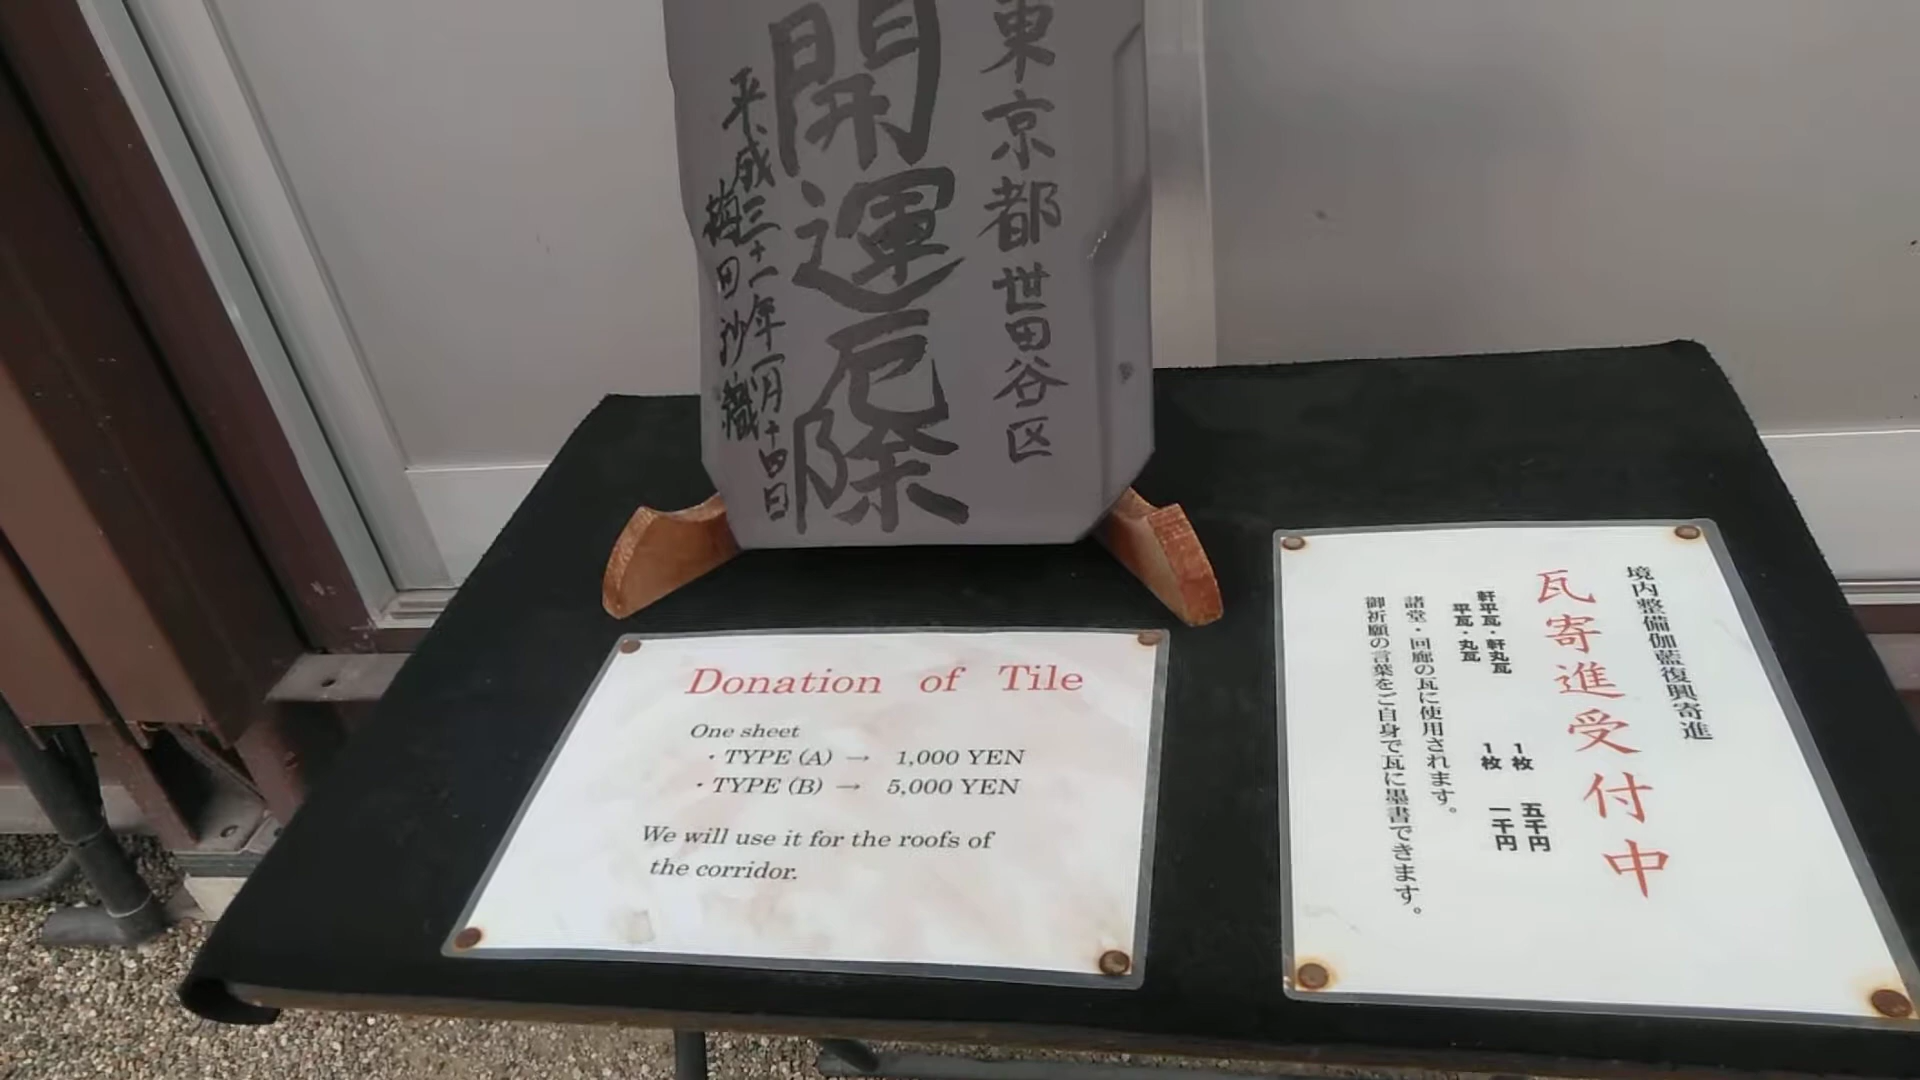 東京都世田谷区
開運厄除
平成三十一年一月十四日
植田沙織
Donation of Tile
One sheet
・TYPE (A) → 1,000 YEN
・TYPE (B) → 5,000 YEN
We will use it for the roofs of
the corridor.
境内整備伽藍復興寄進
瓦寄進受付中
軒平瓦・軒丸瓦 1枚 五千円
平瓦・丸瓦 1枚 一千円
諸堂・回廊の瓦に使用されます。
御祈願の言葉をご自身で瓦に墨書できます。